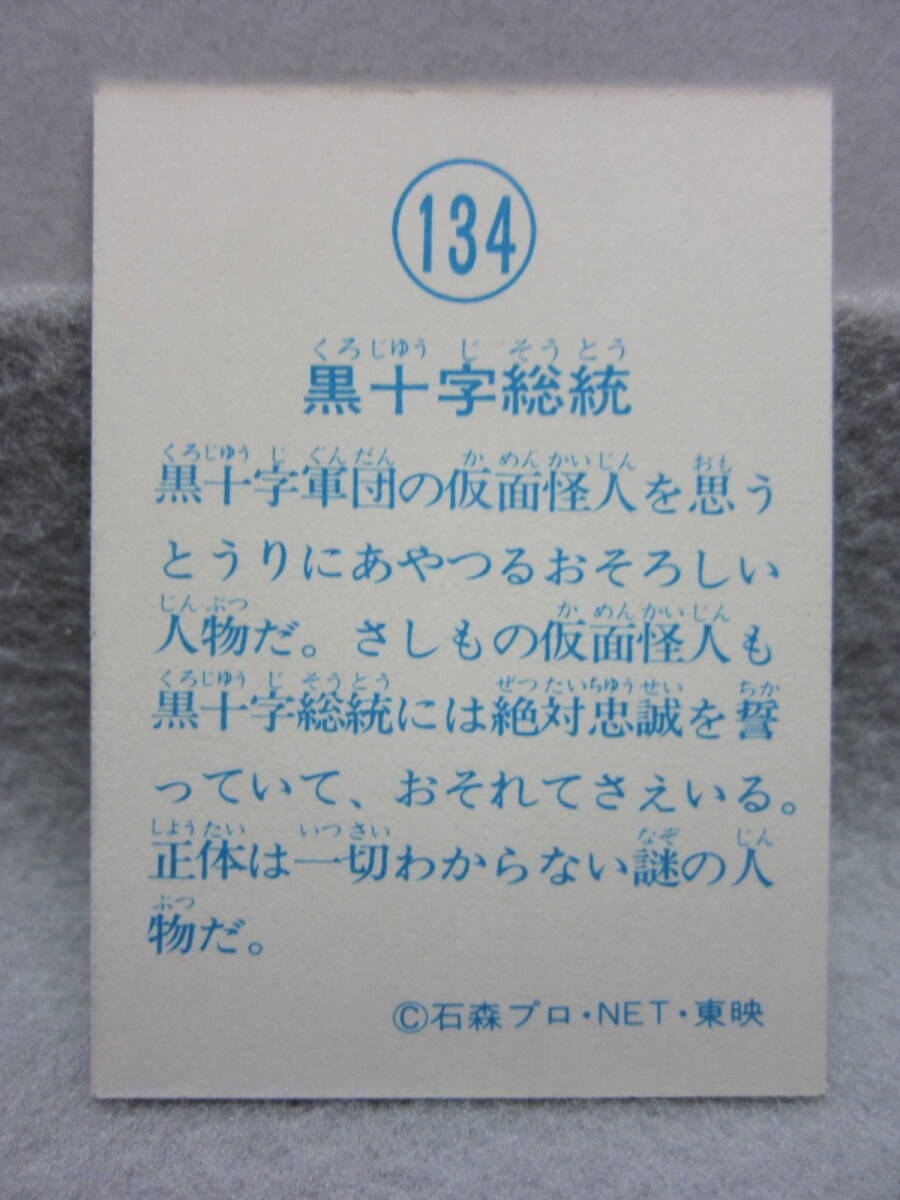 134
くろじゆうじそうとう
黒十字総統
くろじゆうじぐんだん かめんかいじん おも
黒十字軍団の仮面怪人を思う
とうりにあやつるおそろしい
じんぶつ かめんかいじん
人物だ。さしもの仮面怪人も
くろじゆうじそうとう ぜつたいちゆうせい ちか
黒十字総統には絶対忠誠を誓
っていて、おそれてさえいる。
しようたい いつさい なぞ じん
正体は一切わからない謎の人
ぶつ
物だ。
©石森プロ・NET・東映